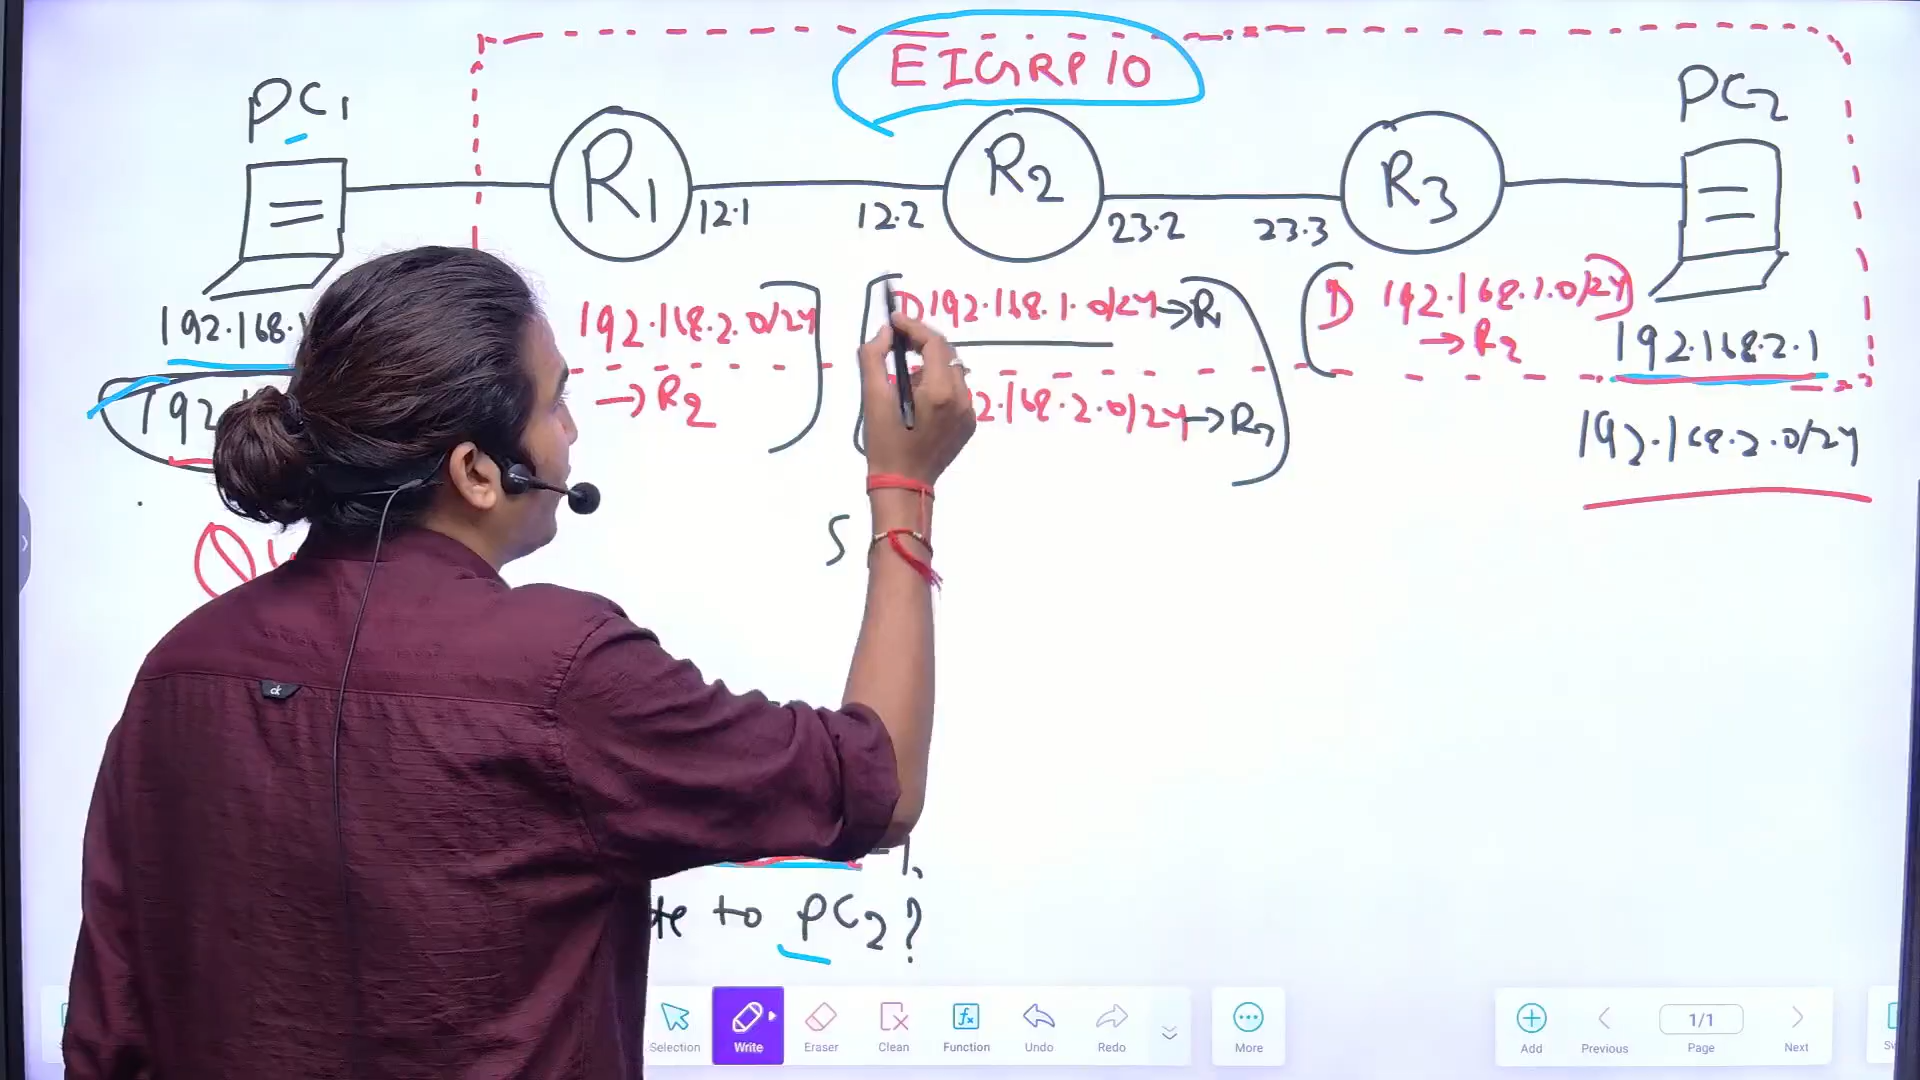 EIGRP 10
PC1
PC2
R1
R2
R3
12.1
12.2
23.2
23.3
192.168.2.0/24
→ R2
D 192.168.1.0/24 → R1
.168.2.0/24 →
D 192.168.1.0/24
→ R2
192.168.
192.168.2.1
192.168.2.0/24
192
S
to PC2?
ck
Selection
Write
Eraser
Clean
Function
Undo
Redo
More
Add
Previous
1/1
Page
Next